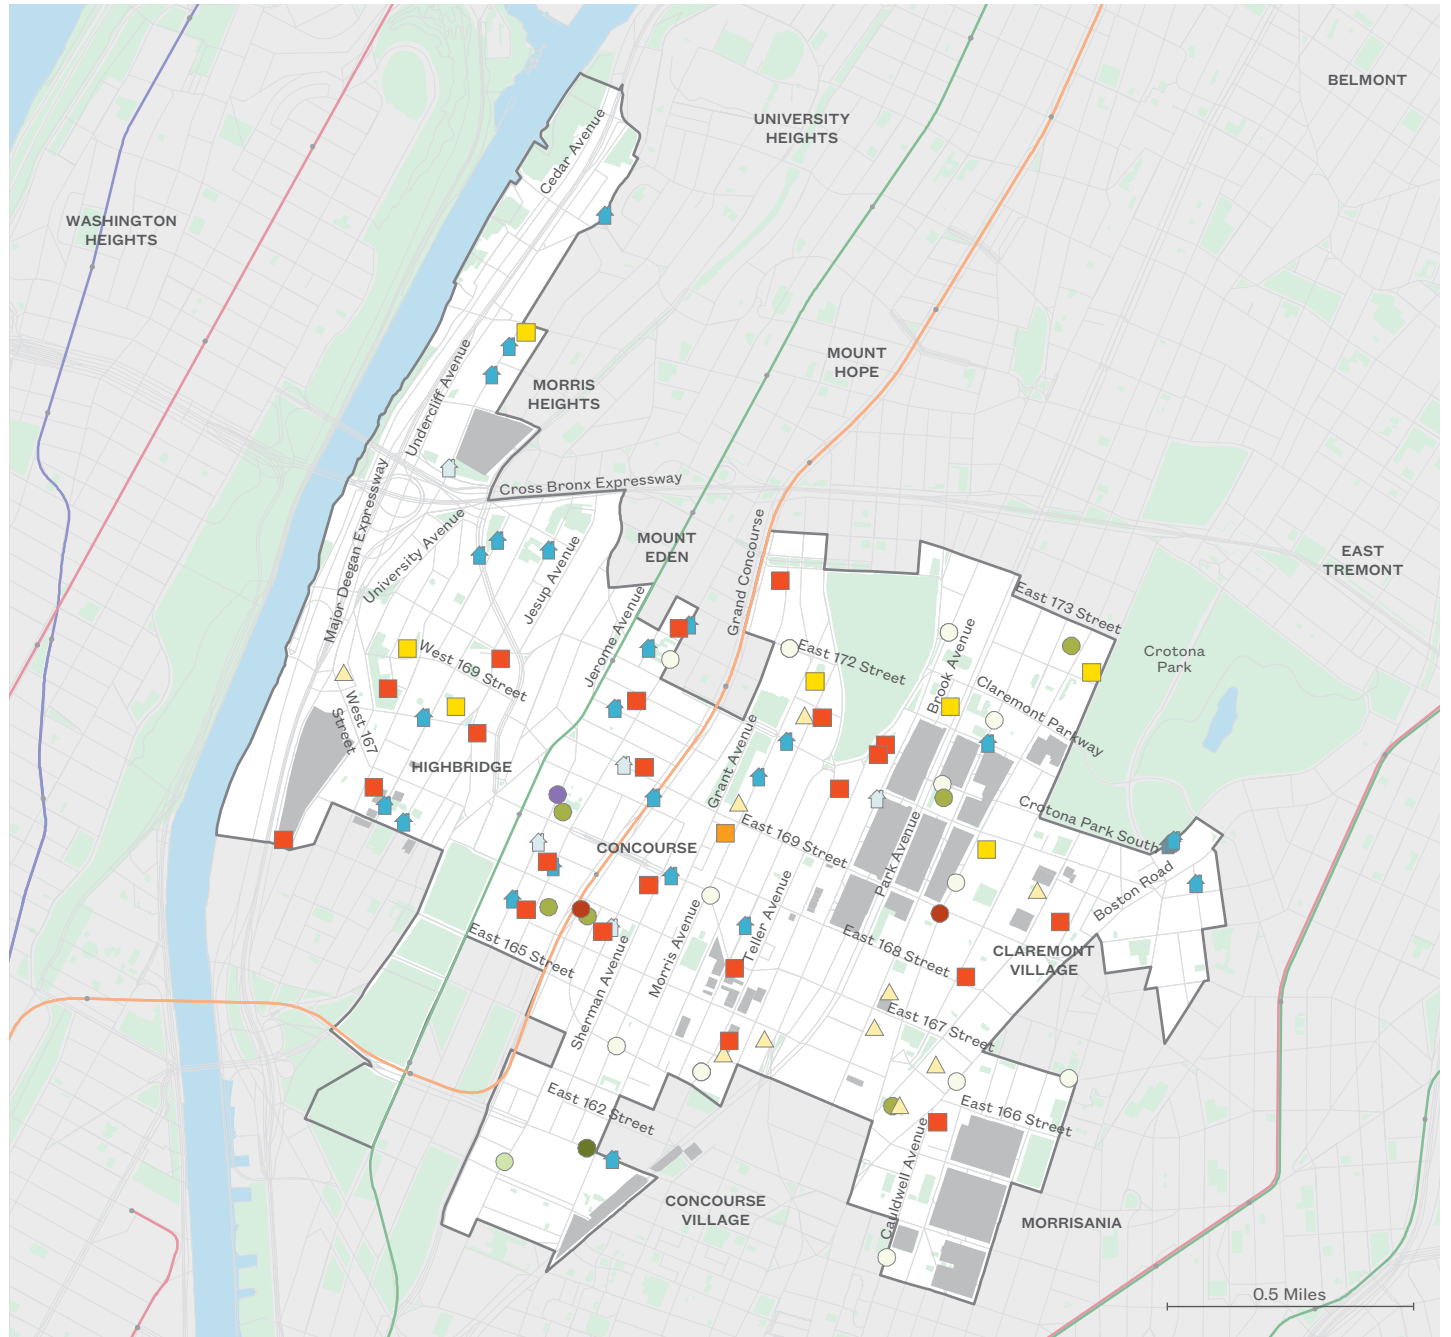 BELMONT
UNIVERSITY
HEIGHTS
Cedar Avenue
WASHINGTON
HEIGHTS
MOUNT
HOPE
Undercliff Avenue
MORRIS
HEIGHTS
Cross Bronx Expressway
Major Deegan Expressway
University Avenue
Jesup Avenue
MOUNT
EDEN
Grand Concourse
EAST
TREMONT
East 173 Street
Jerome Avenue
Crotona
Park
West 169 Street
East 172 Street
Brook Avenue
Claremont Parkway
West 167
Street
HIGHBRIDGE
Grant Avenue
Crotona Park South
East 169 Street
CONCOURSE
Park Avenue
Boston Road
Teller Avenue
Morris Avenue
East 168 Street
CLAREMONT
VILLAGE
East 165 Street
Sherman Avenue
East 167 Street
East 162 Street
East 166 Street
Cauldwell Avenue
CONCOURSE
VILLAGE
MORRISANIA
0.5 Miles